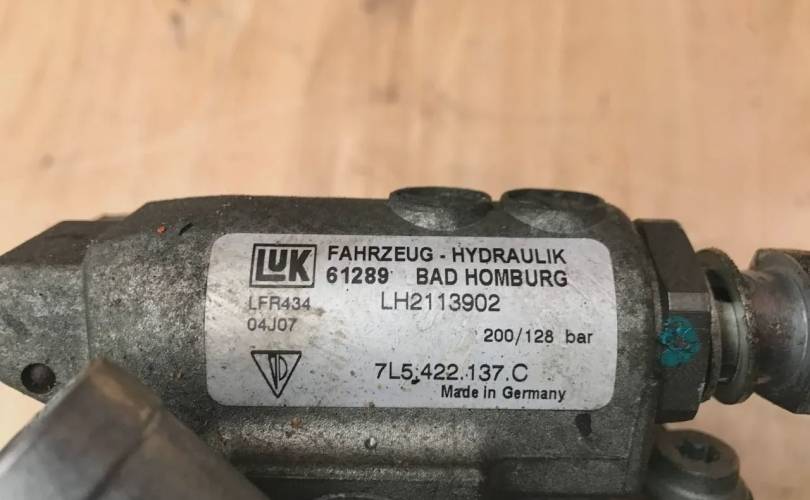 LuK FAHRZEUG - HYDRAULIK
61289 BAD HOMBURG
LFR434 LH2113902
04J07
200/128 bar
7L5.422.137.C
Made in Germany